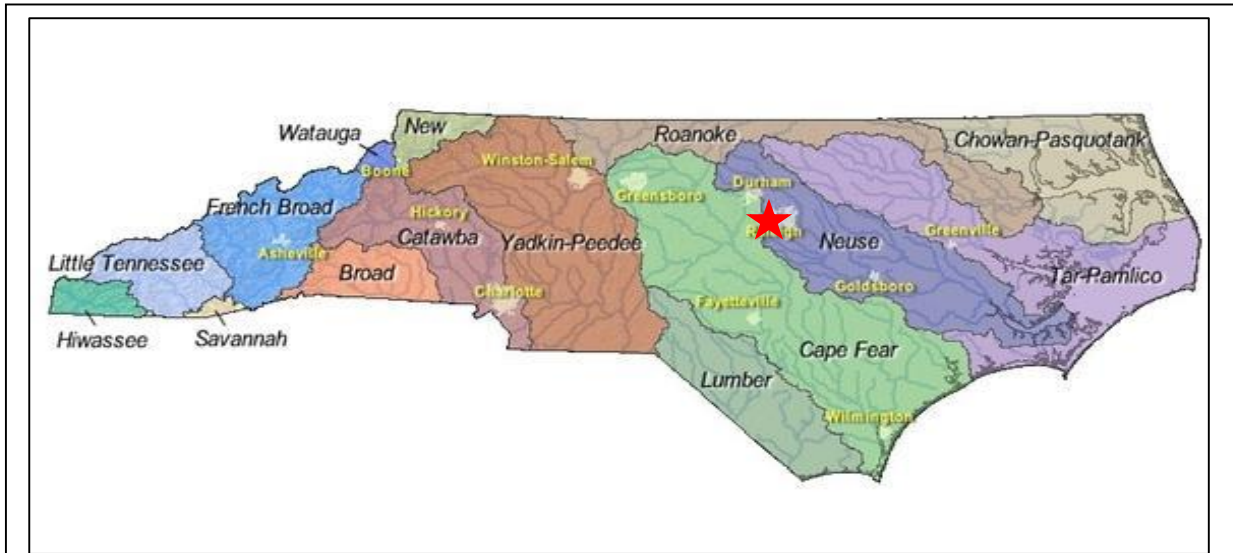 Watauga
New
Roanoke
Chowan-Pasquotank
Boone
Winston-Salem
Greensboro
Durham
French Broad
Hickory
Catawba
Yadkin-Peedee
Neuse
Greenville
Asheville
Little Tennessee
Broad
Charlotte
Goldsboro
Tar-Pamlico
Fayetteville
Hiwassee
Savannah
Cape Fear
Lumber
Wilmington